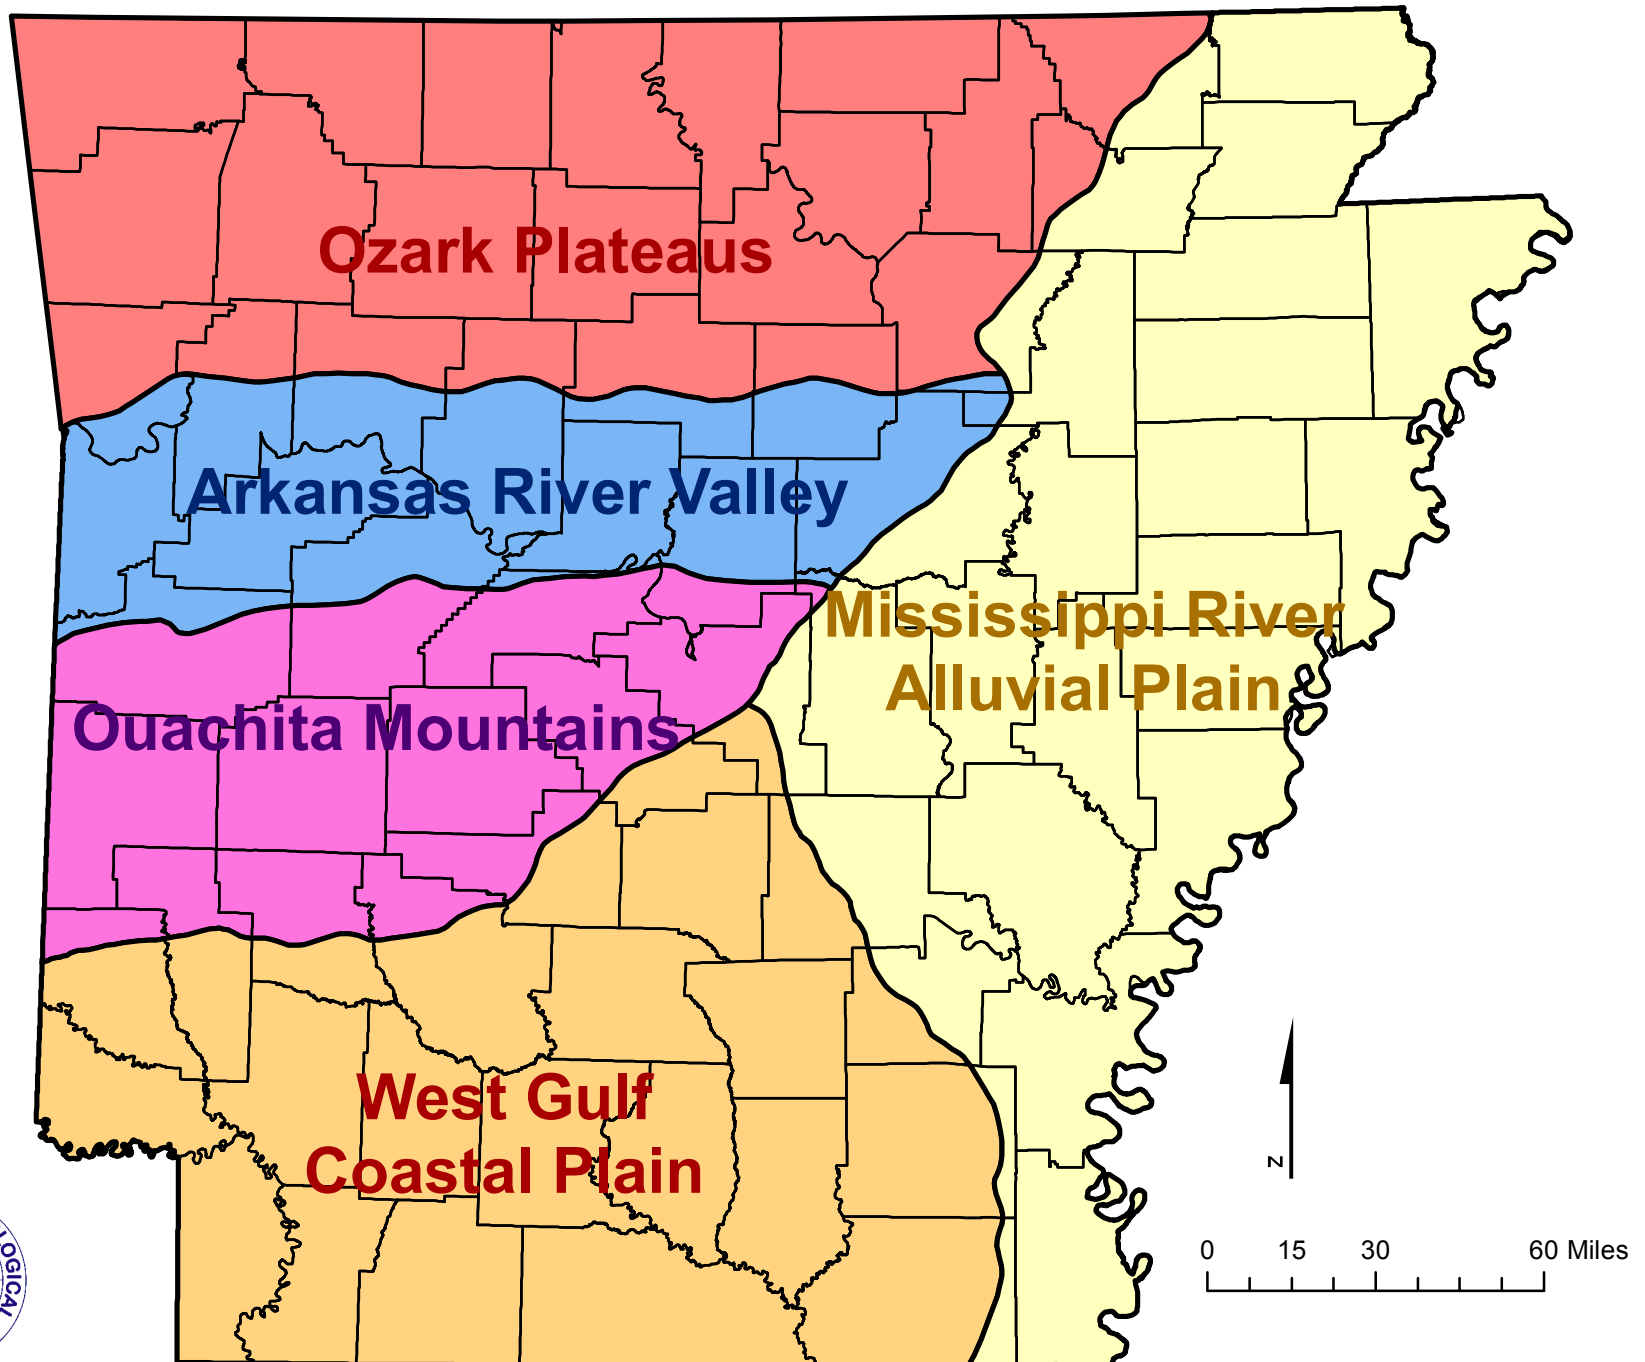 Ozark Plateaus
Arkansas River Valley
Mississippi River
Alluvial Plain
Ouachita Mountains
West Gulf
Coastal Plain
N
0 15 30 60 Miles